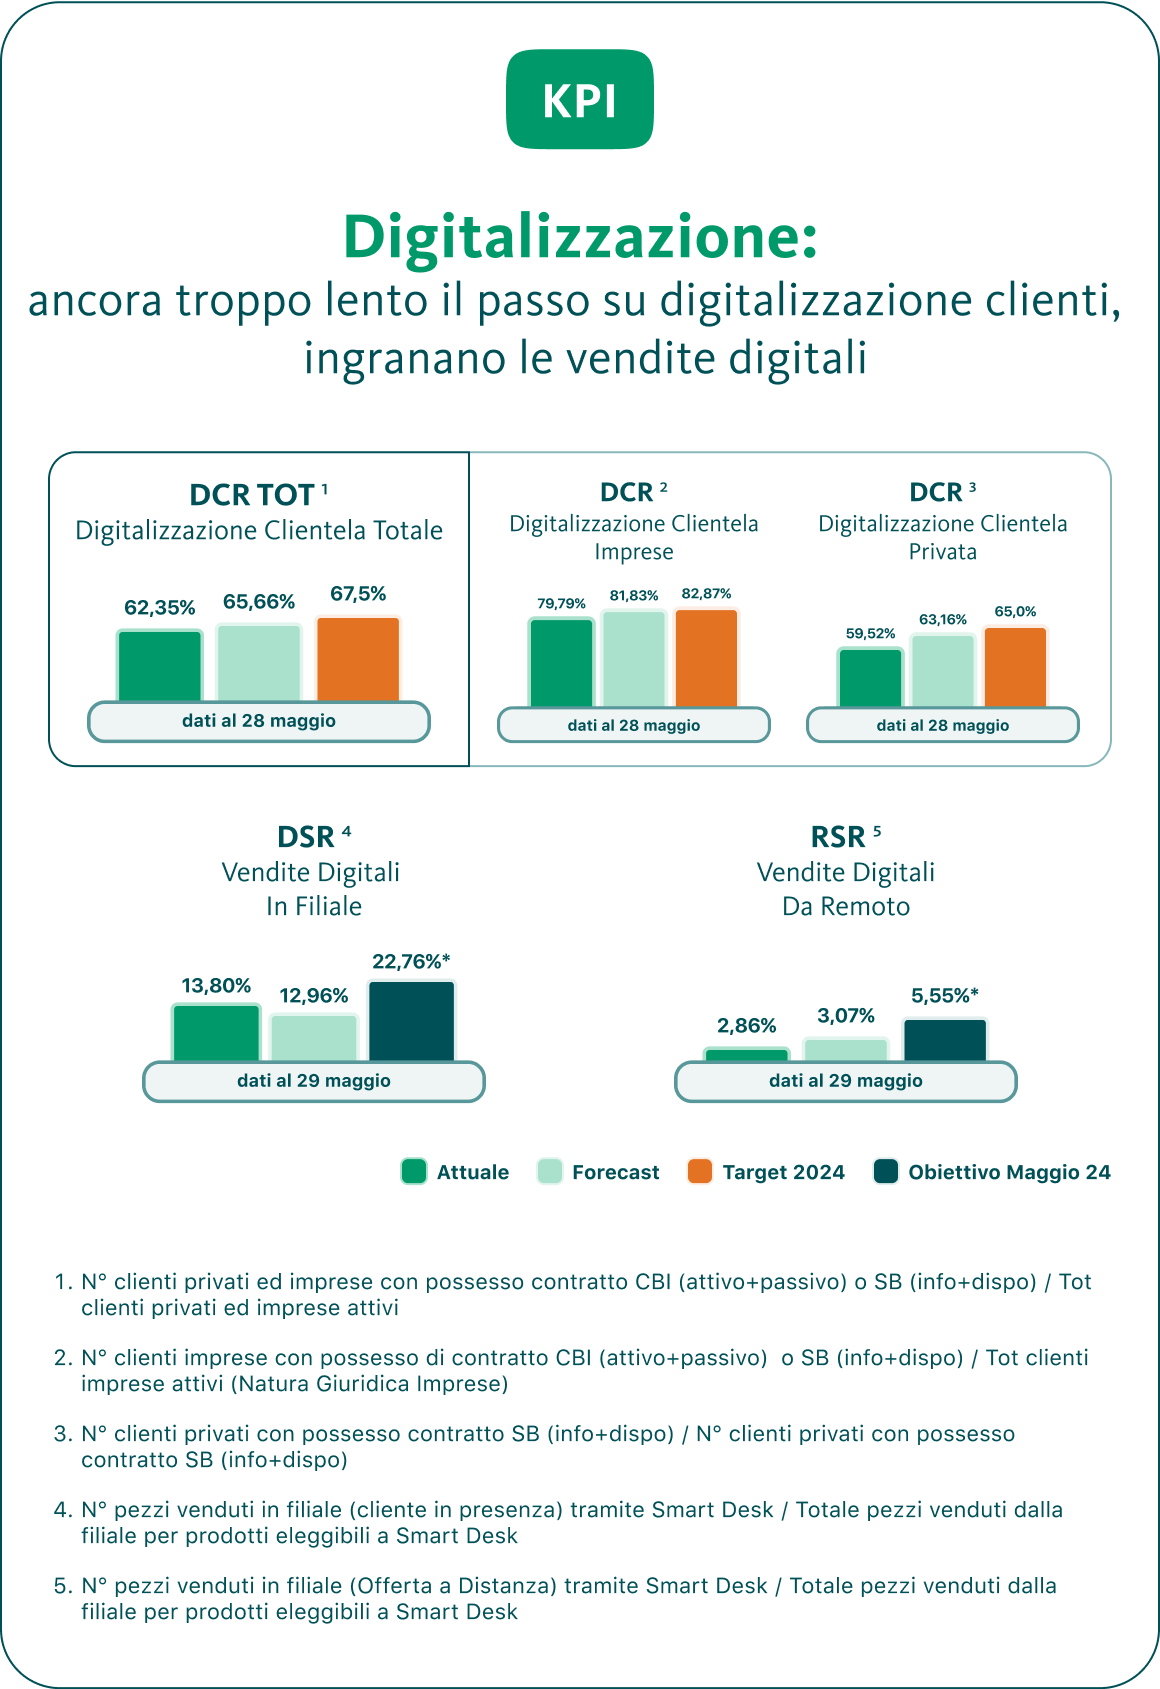 KPI
Digitalizzazione:
ancora troppo lento il passo su digitalizzazione clienti,
ingranano le vendite digitali
DCR TOT ¹
Digitalizzazione Clientela Totale
62,35%
65,66%
67,5%
dati al 28 maggio
DCR ²
Digitalizzazione Clientela
Imprese
79,79%
81,83%
82,87%
dati al 28 maggio
DCR ³
Digitalizzazione Clientela
Privata
59,52%
63,16%
65,0%
dati al 28 maggio
DSR ⁴
Vendite Digitali
In Filiale
13,80%
12,96%
22,76%*
dati al 29 maggio
RSR ⁵
Vendite Digitali
Da Remoto
2,86%
3,07%
5,55%*
dati al 29 maggio
Attuale
Forecast
Target 2024
Obiettivo Maggio 24
1. N° clienti privati ed imprese con possesso contratto CBI (attivo+passivo) o SB (info+dispo) / Tot
clienti privati ed imprese attivi
2. N° clienti imprese con possesso di contratto CBI (attivo+passivo) o SB (info+dispo) / Tot clienti
imprese attivi (Natura Giuridica Imprese)
3. N° clienti privati con possesso contratto SB (info+dispo) / N° clienti privati con possesso
contratto SB (info+dispo)
4. N° pezzi venduti in filiale (cliente in presenza) tramite Smart Desk / Totale pezzi venduti dalla
filiale per prodotti eleggibili a Smart Desk
5. N° pezzi venduti in filiale (Offerta a Distanza) tramite Smart Desk / Totale pezzi venduti dalla
filiale per prodotti eleggibili a Smart Desk